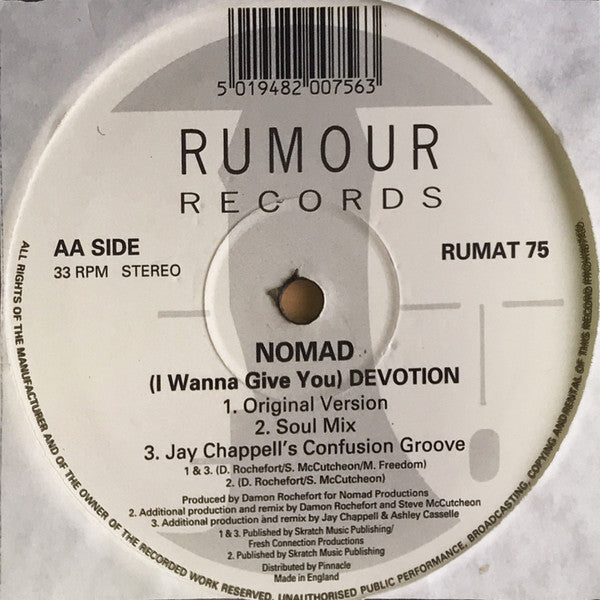 5 019482 007563
RUMOUR
RECORDS
AA SIDE
33 RPM STEREO
RUMAT 75
NOMAD
(I Wanna Give You) DEVOTION
1. Original Version
2. Soul Mix
3. Jay Chappell's Confusion Groove
1 & 3. (D. Rochefort/S. McCutcheon/M. Freedom)
2. (D. Rochefort/S. McCutcheon)
Produced by Damon Rochefort for Nomad Productions
2. Additional production and remix by Damon Rochefort and Steve McCutcheon
3. Additional production and remix by Jay Chappell & Ashley Casselle
1 & 3. Published by Skratch Music Publishing/
Fresh Connection Productions
2. Published by Skratch Music Publishing
Distributed by Pinnacle
Made in England
ALL RIGHTS OF THE MANUFACTURER AND OF THE OWNER OF THE RECORDED WORK RESERVED. UNAUTHORISED PUBLIC PERFORMANCE, BROADCASTING, COPYING AND RENTAL OF THIS RECORD PROHIBITED